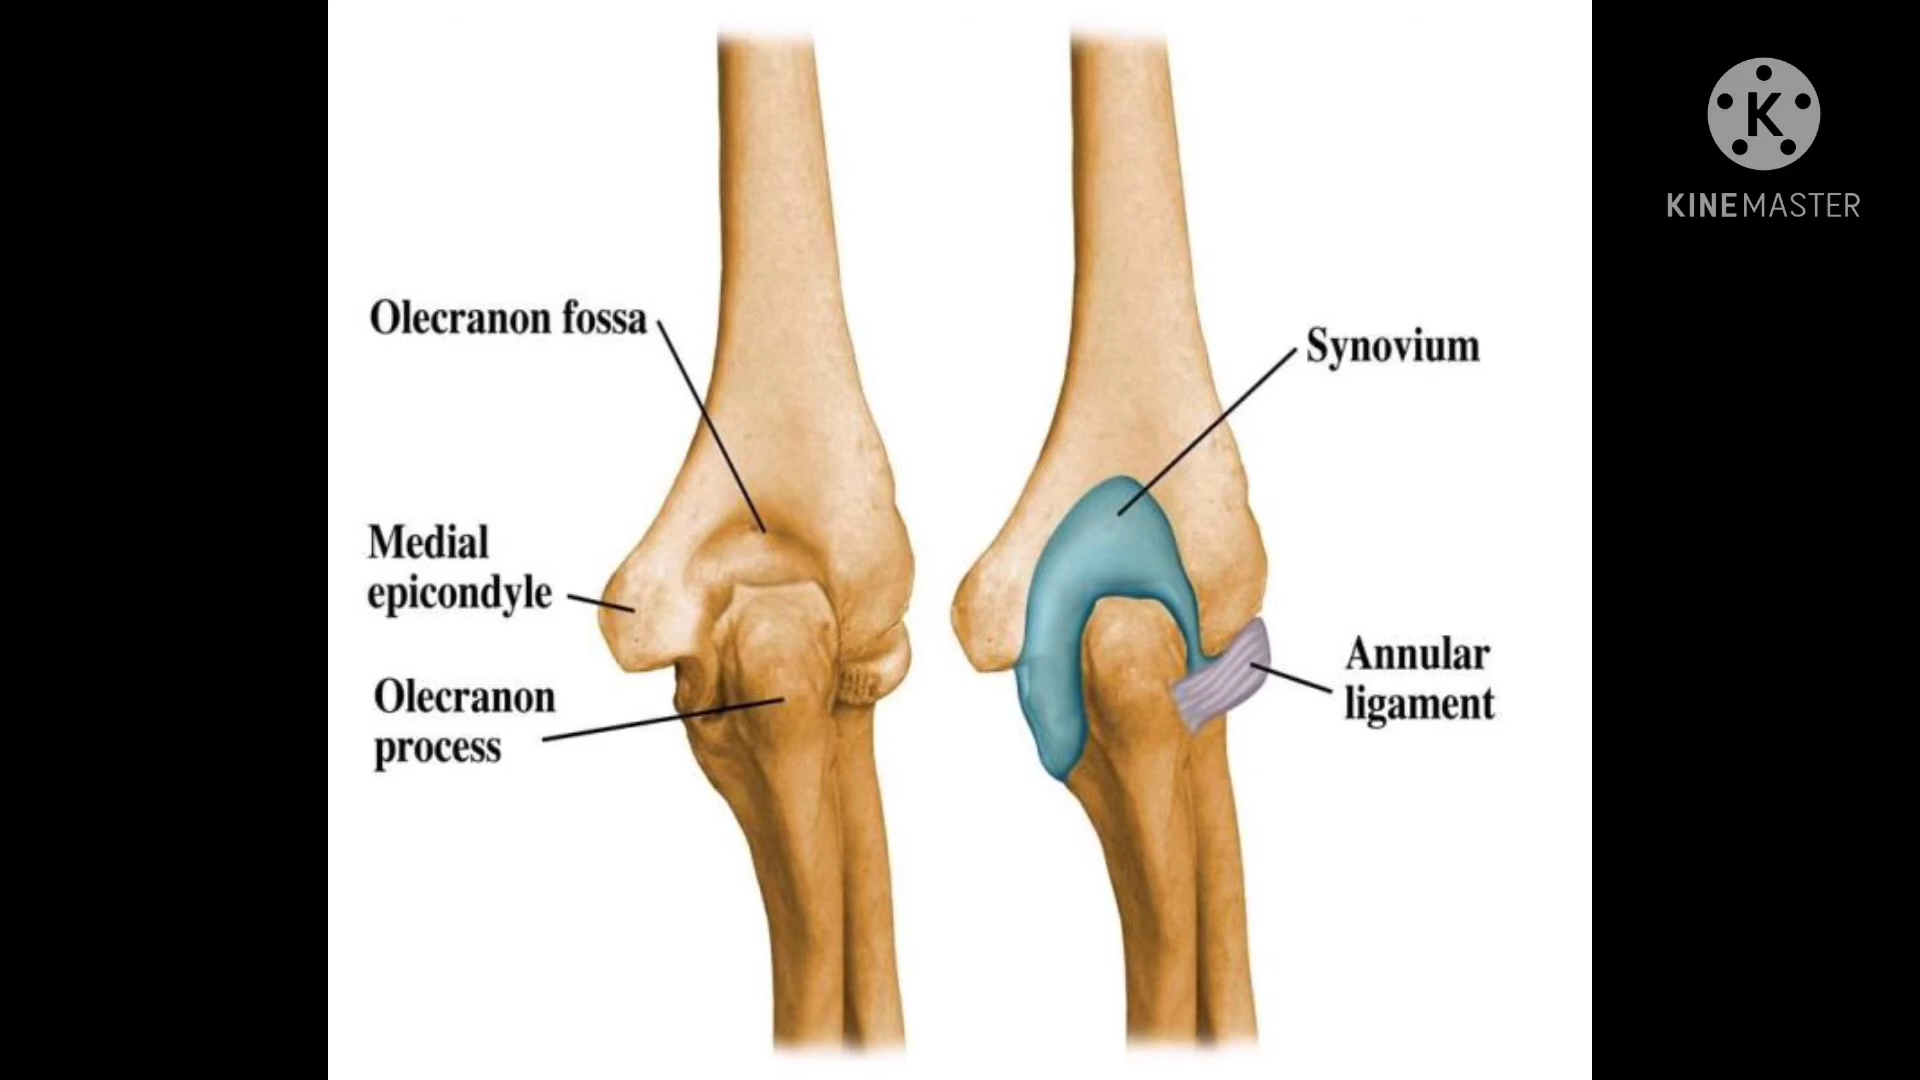 Olecranon fossa
Medial
epicondyle
Olecranon
process
Synovium
Annular
ligament
K
KINEMASTER